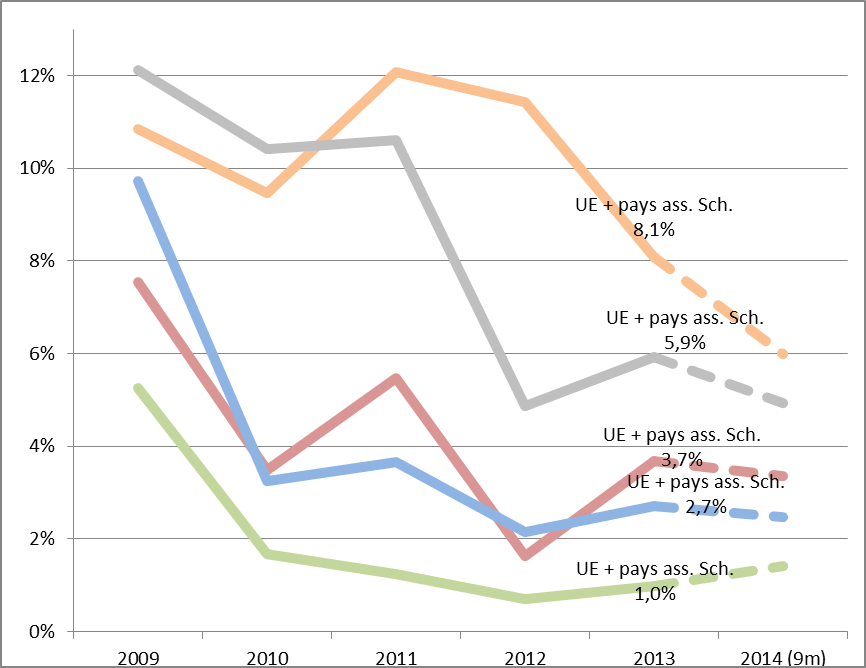 12%
10%
8%
6%
4%
2%
0%
UE + pays ass. Sch.
8,1%
UE + pays ass. Sch.
5,9%
UE + pays ass. Sch.
3,7%
UE + pays ass. Sch.
2,7%
UE + pays ass. Sch.
1,0%
2009 2010 2011 2012 2013 2014 (9m)